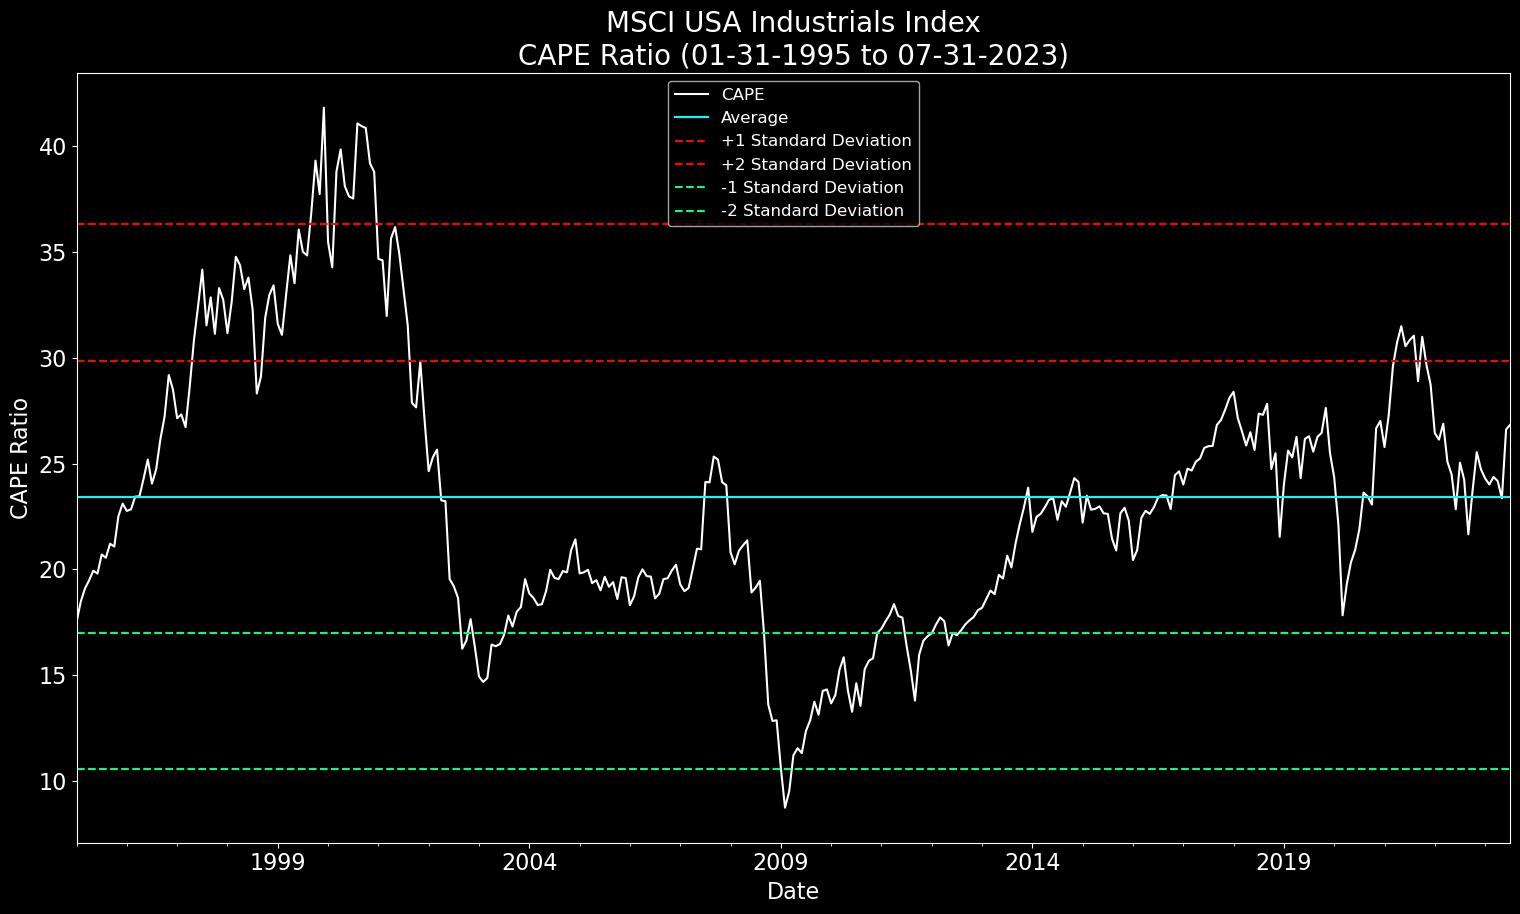 MSCI USA Industrials Index
CAPE Ratio (01-31-1995 to 07-31-2023)
CAPE
Average
+1 Standard Deviation
+2 Standard Deviation
-1 Standard Deviation
-2 Standard Deviation
CAPE Ratio
40
35
30
25
20
15
10
1999 2004 2009 2014 2019
Date